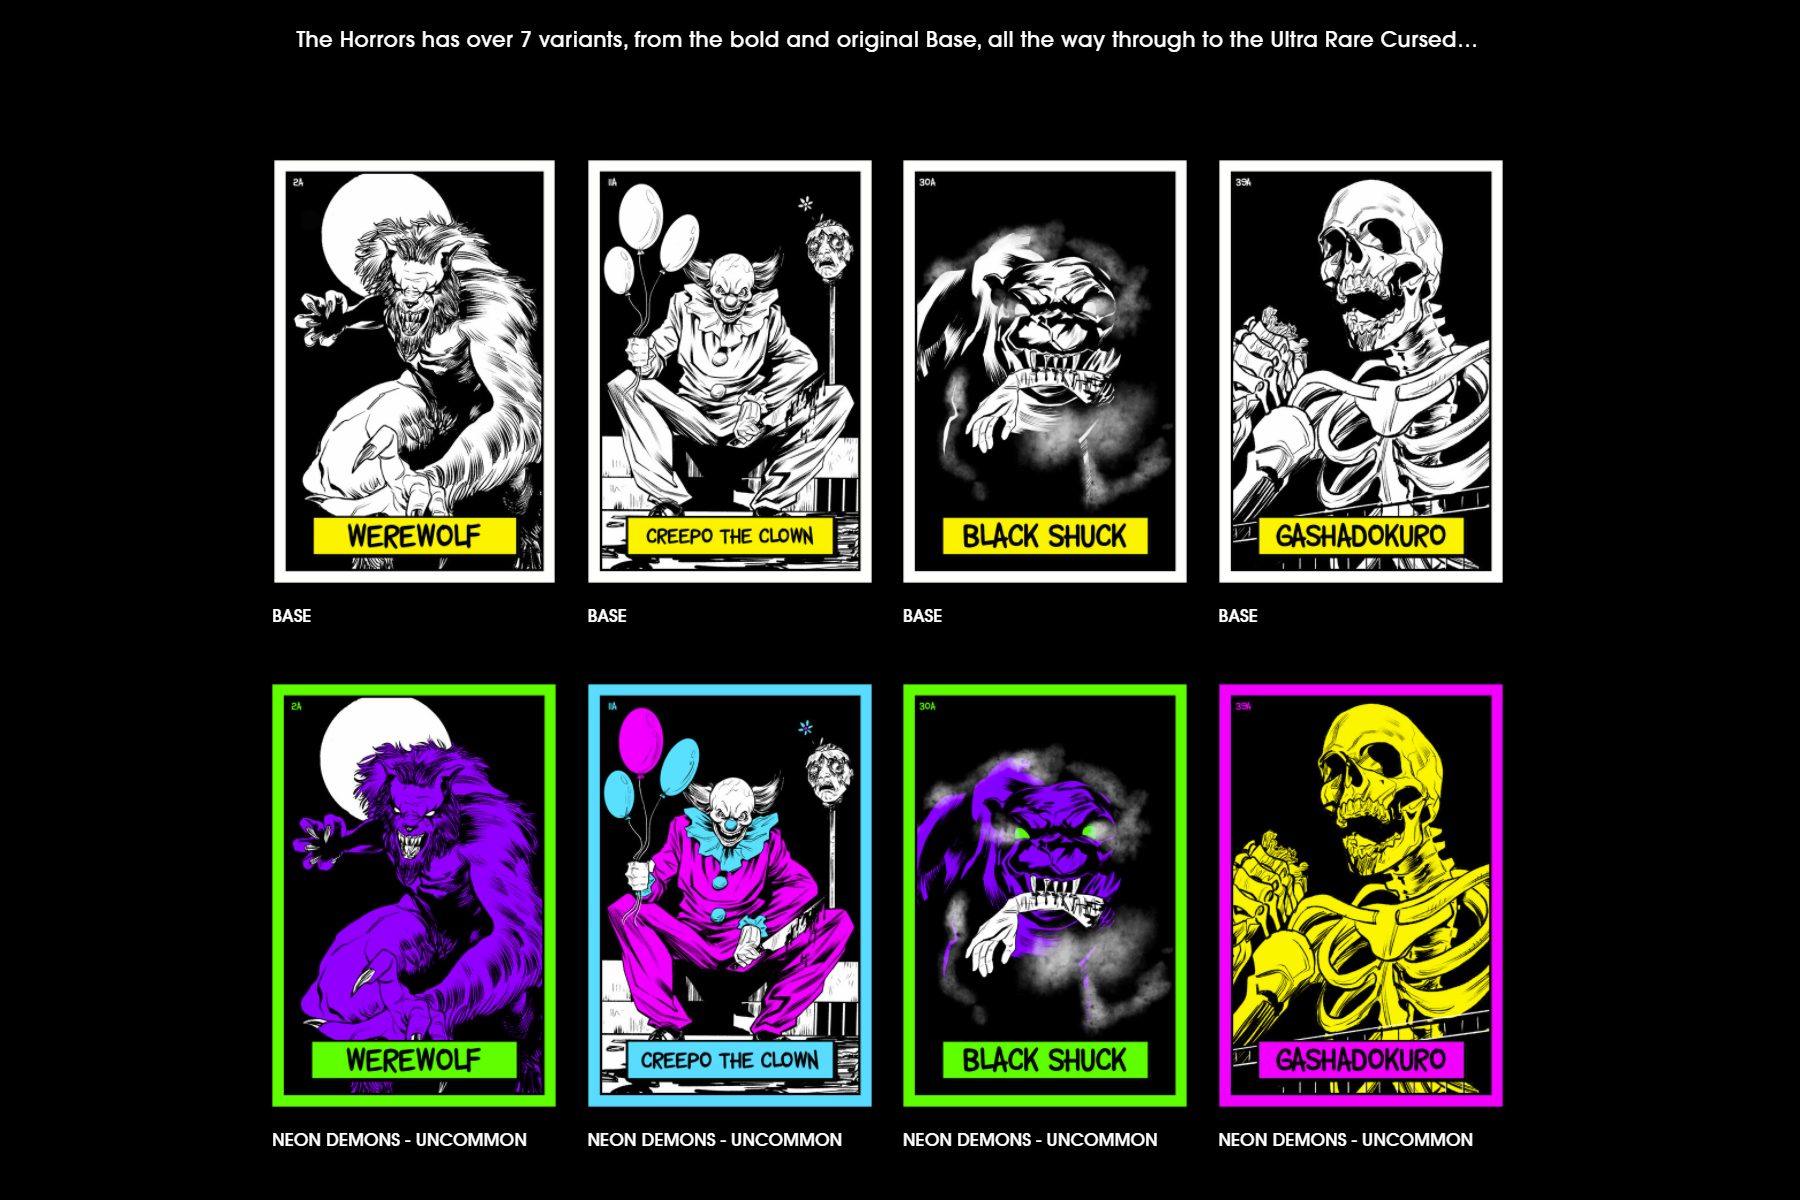 The Horrors has over 7 variants, from the bold and original Base, all the way through to the Ultra Rare Cursed...
2A
WEREWOLF
11A
CREEPO THE CLOWN
30A
BLACK SHUCK
39A
GASHADOKURO
BASE
BASE
BASE
BASE
2A
WEREWOLF
11A
CREEPO THE CLOWN
30A
BLACK SHUCK
39A
GASHADOKURO
NEON DEMONS - UNCOMMON
NEON DEMONS - UNCOMMON
NEON DEMONS - UNCOMMON
NEON DEMONS - UNCOMMON